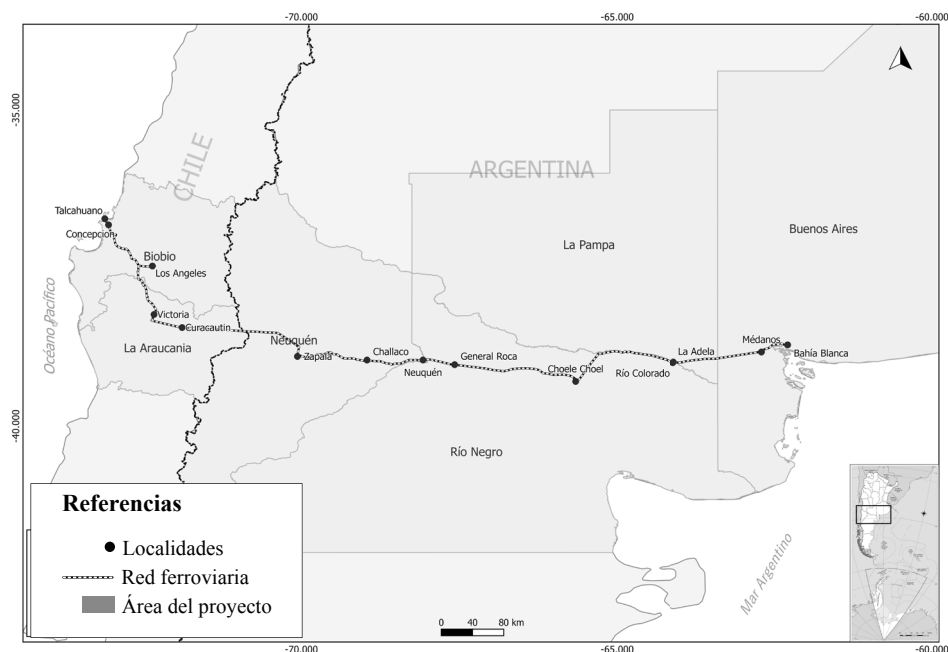 -70.000
-65.000
-60.000
-35.000
CHILE
ARGENTINA
Talcahuano
Concepción
Biobio
Los Angeles
La Pampa
Buenos Aires
Océano Pacífico
Victoria
Curacautín
La Araucania
Neuquén
Zapala
Challaco
Neuquén
General Roca
Choele Choel
La Adela
Río Colorado
Médanos
Bahía Blanca
-40.000
Río Negro
Mar Argentino
Referencias
Localidades
Red ferroviaria
Área del proyecto
0 40 80 km
-70.000
-65.000
-60.000